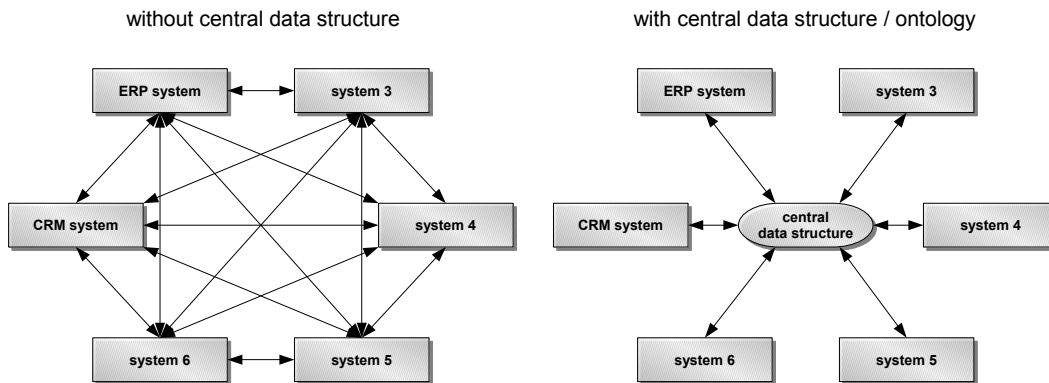 without central data structure
with central data structure / ontology
ERP system
system 3
CRM system
system 4
system 6
system 5
ERP system
system 3
CRM system
central
data structure
system 4
system 6
system 5